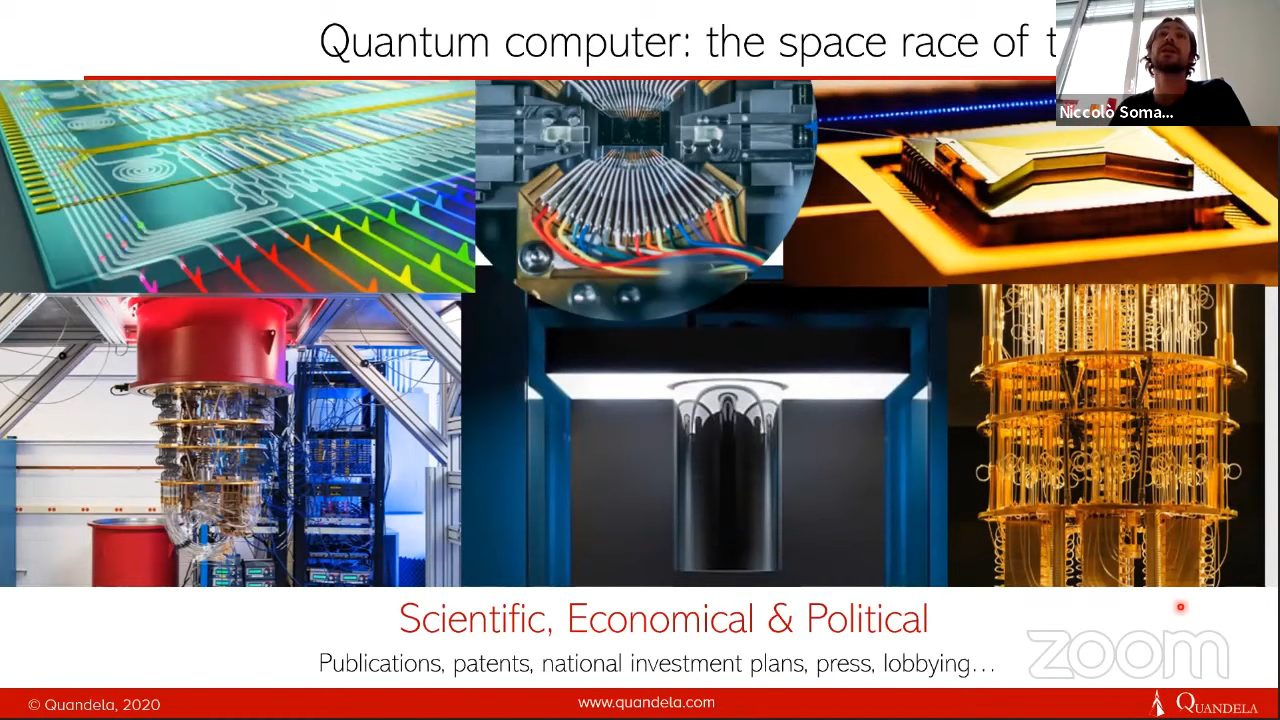 Quantum computer: the space race of t
Niccolò Soma...
Scientific, Economical & Political
Publications, patents, national investment plans, press, lobbying…
zoom
© Quandela, 2020
www.quandela.com
QUANDELA